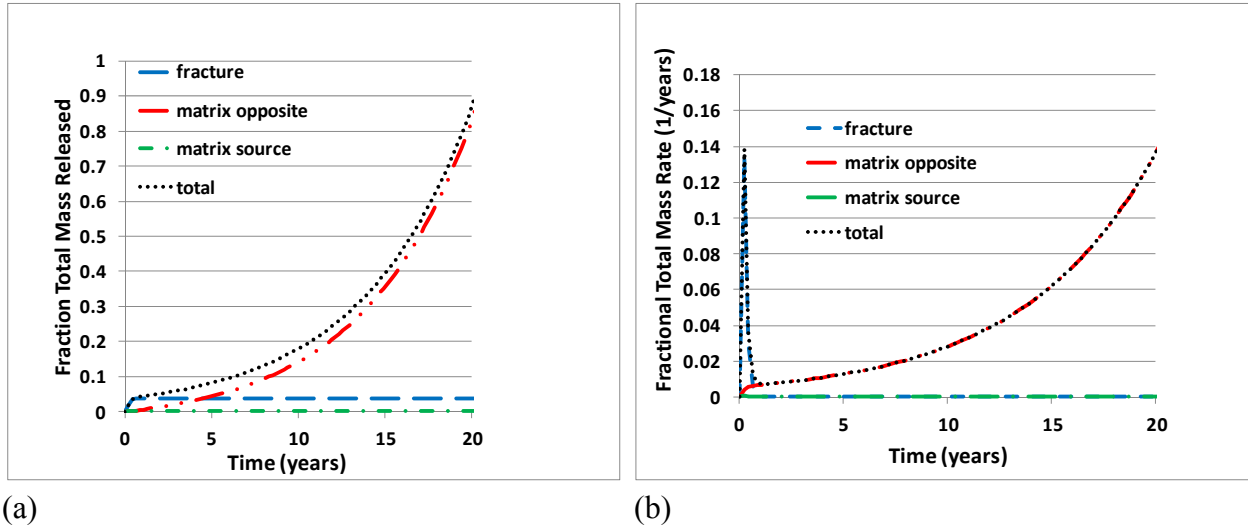 Fraction Total Mass Released
1
0.9
0.8
0.7
0.6
0.5
0.4
0.3
0.2
0.1
0
fracture
matrix opposite
matrix source
total
0 5 10 15 20
Time (years)
(a)
Fractional Total Mass Rate (1/years)
0.18
0.16
0.14
0.12
0.1
0.08
0.06
0.04
0.02
0
fracture
matrix opposite
matrix source
total
0 5 10 15 20
Time (years)
(b)